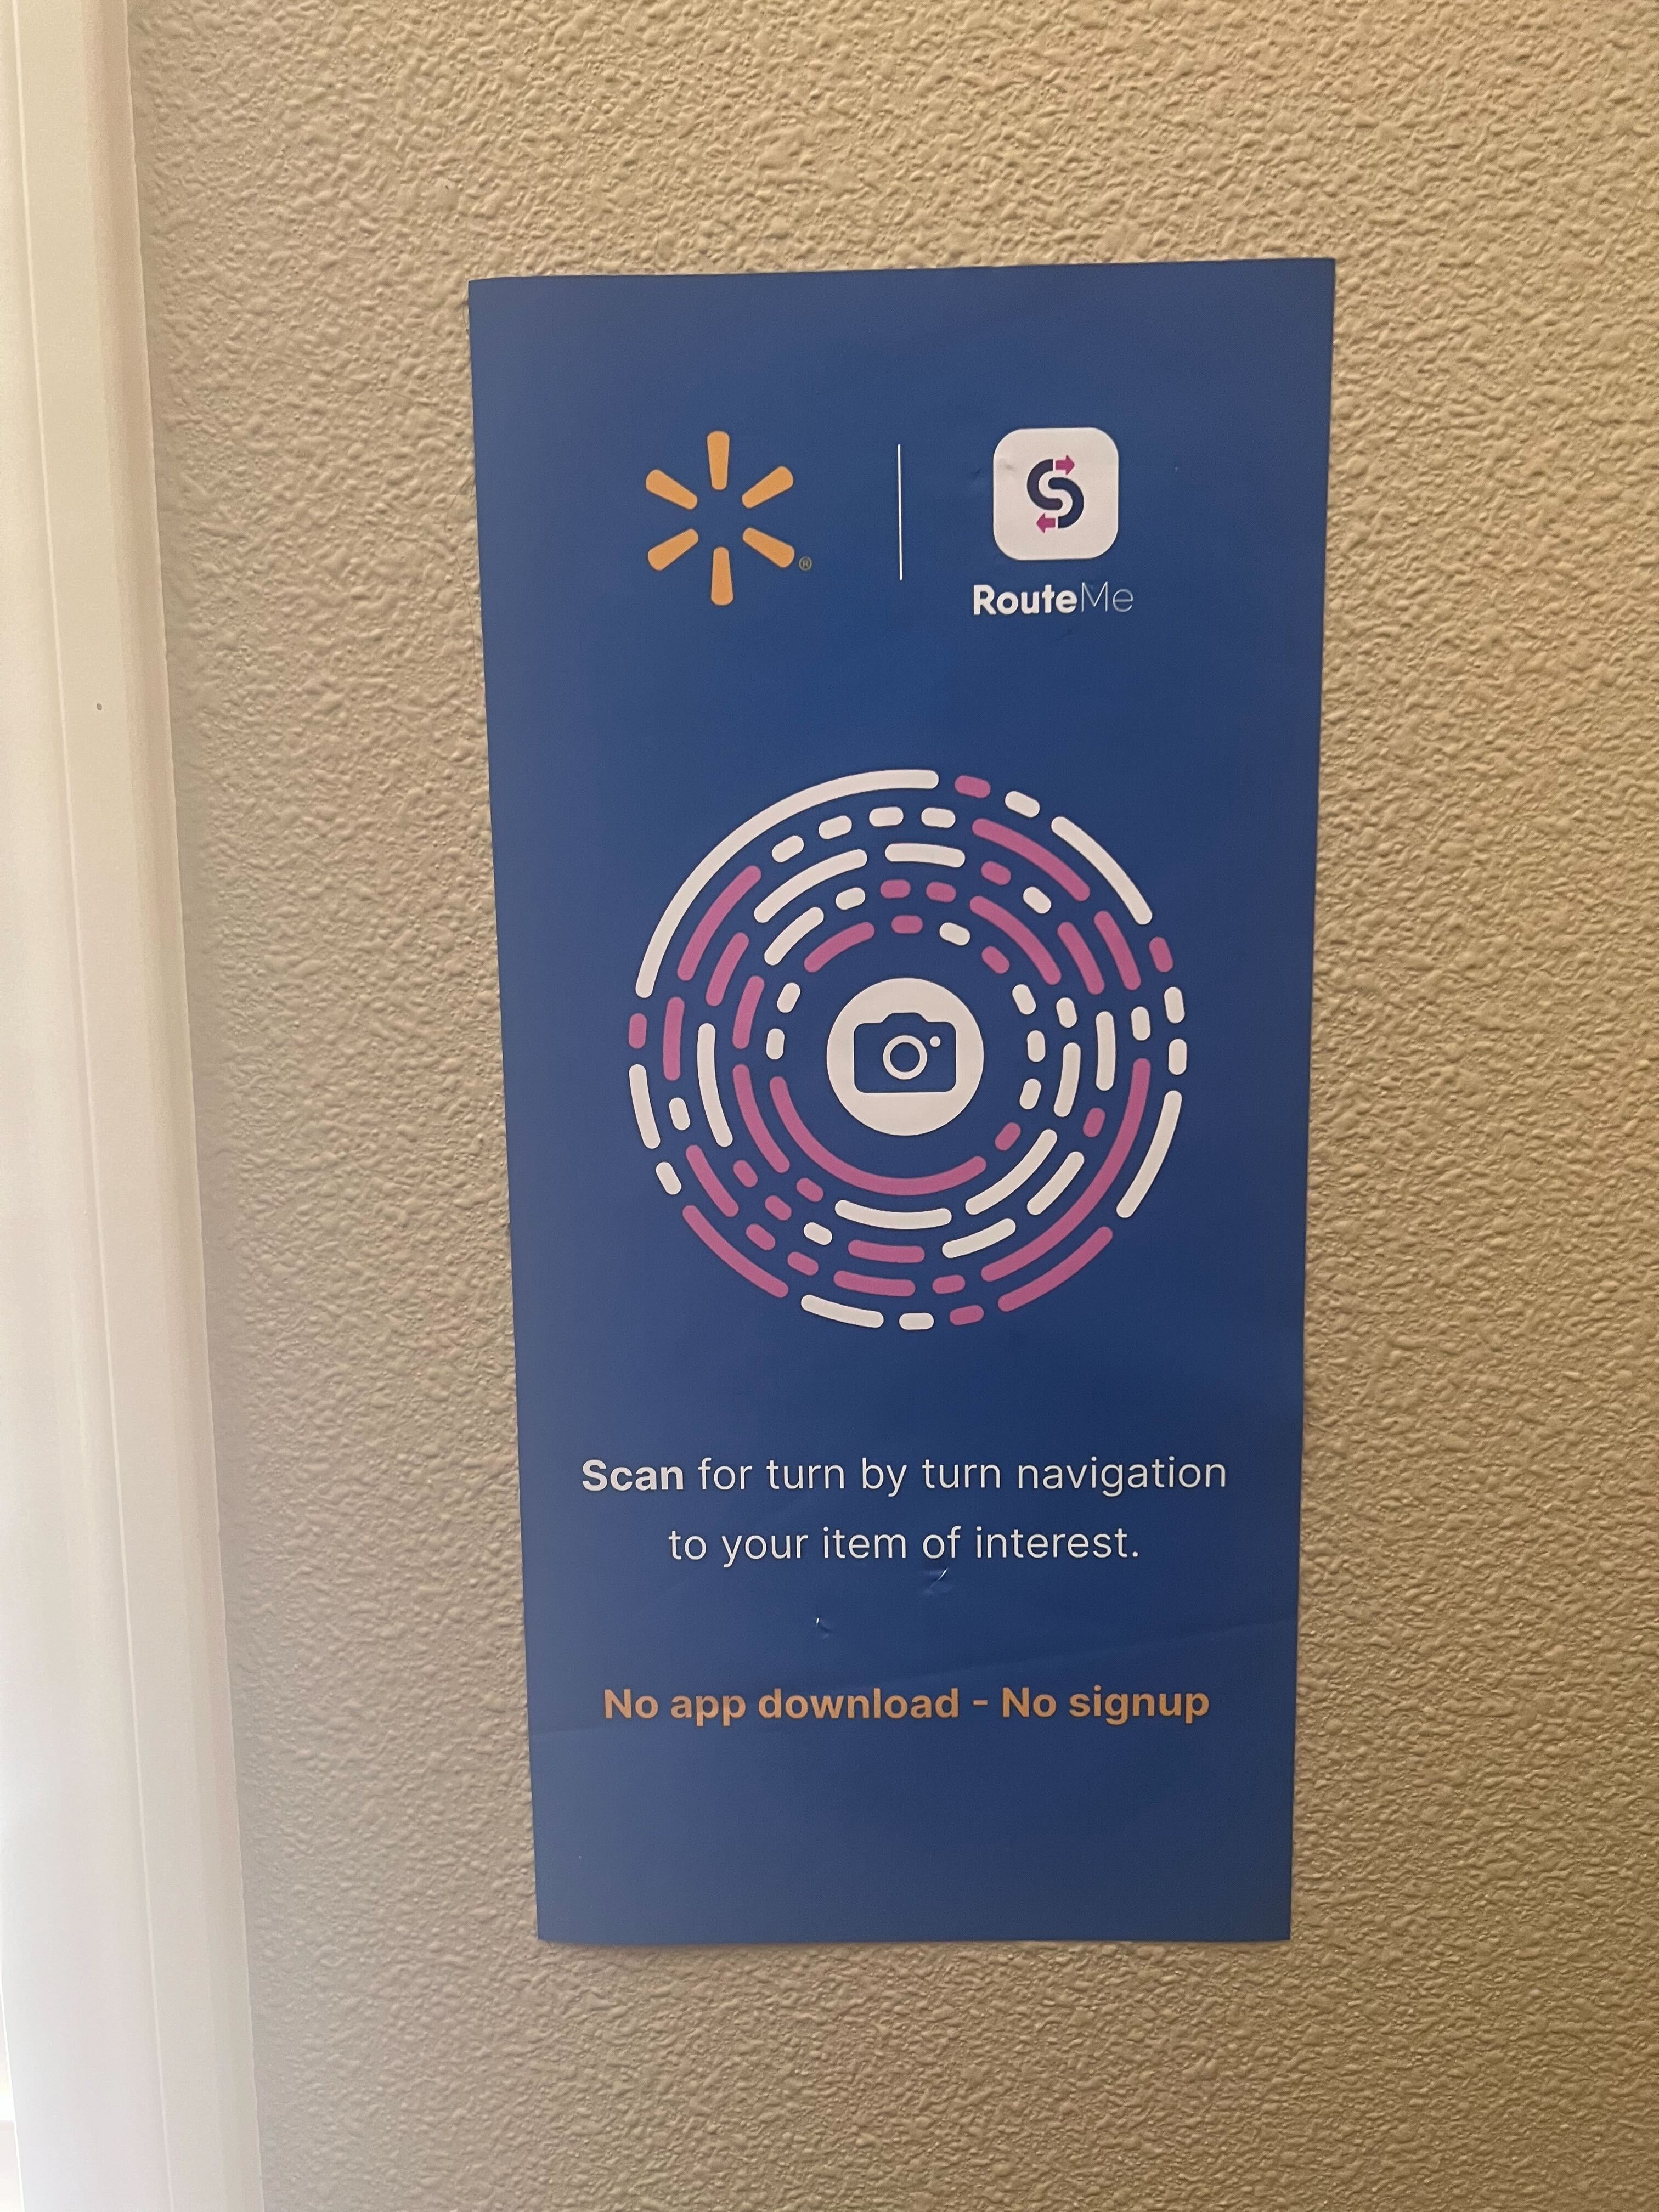 ®
RouteMe
Scan for turn by turn navigation
to your item of interest.
No app download - No signup